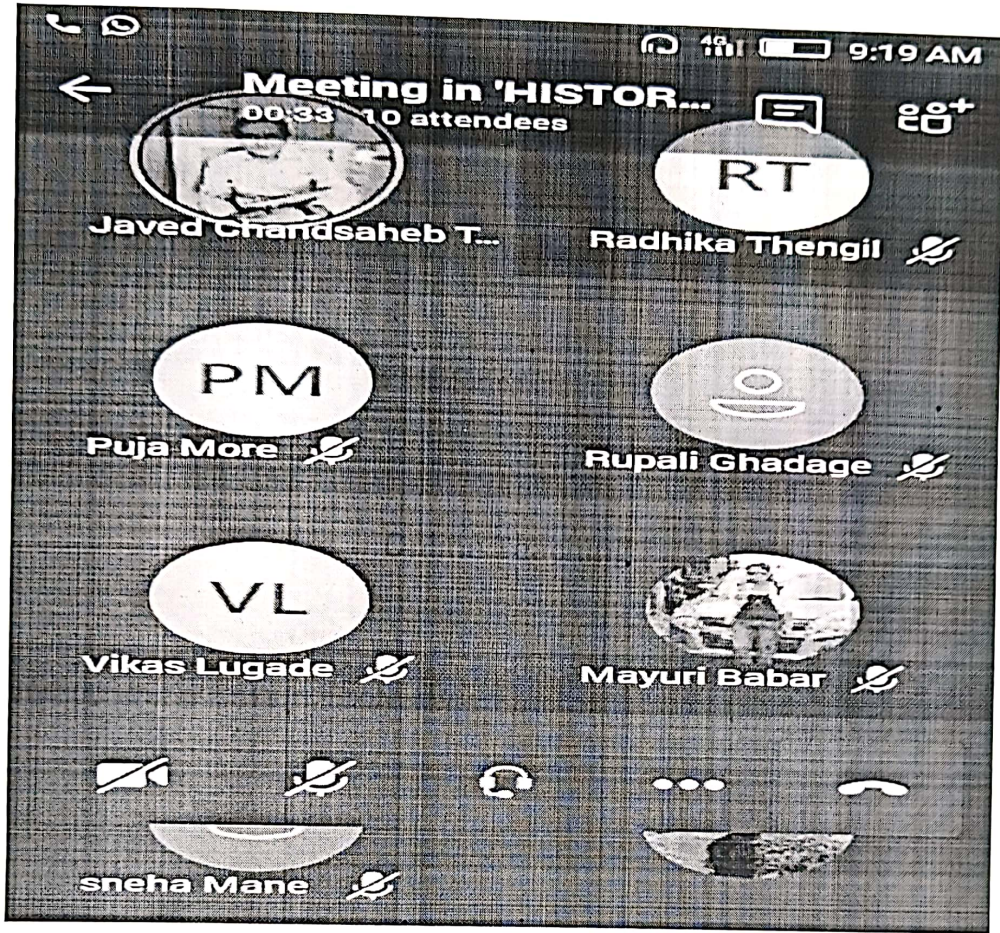 4G 9:19 AM
Meeting in 'HISTOR...
00:33 10 attendees
RT
Javed Chandsaheb T...
Radhika Thengil
PM
Puja More
Rupali Ghadage
VL
Vikas Lugade
Mayuri Babar
sneha Mane